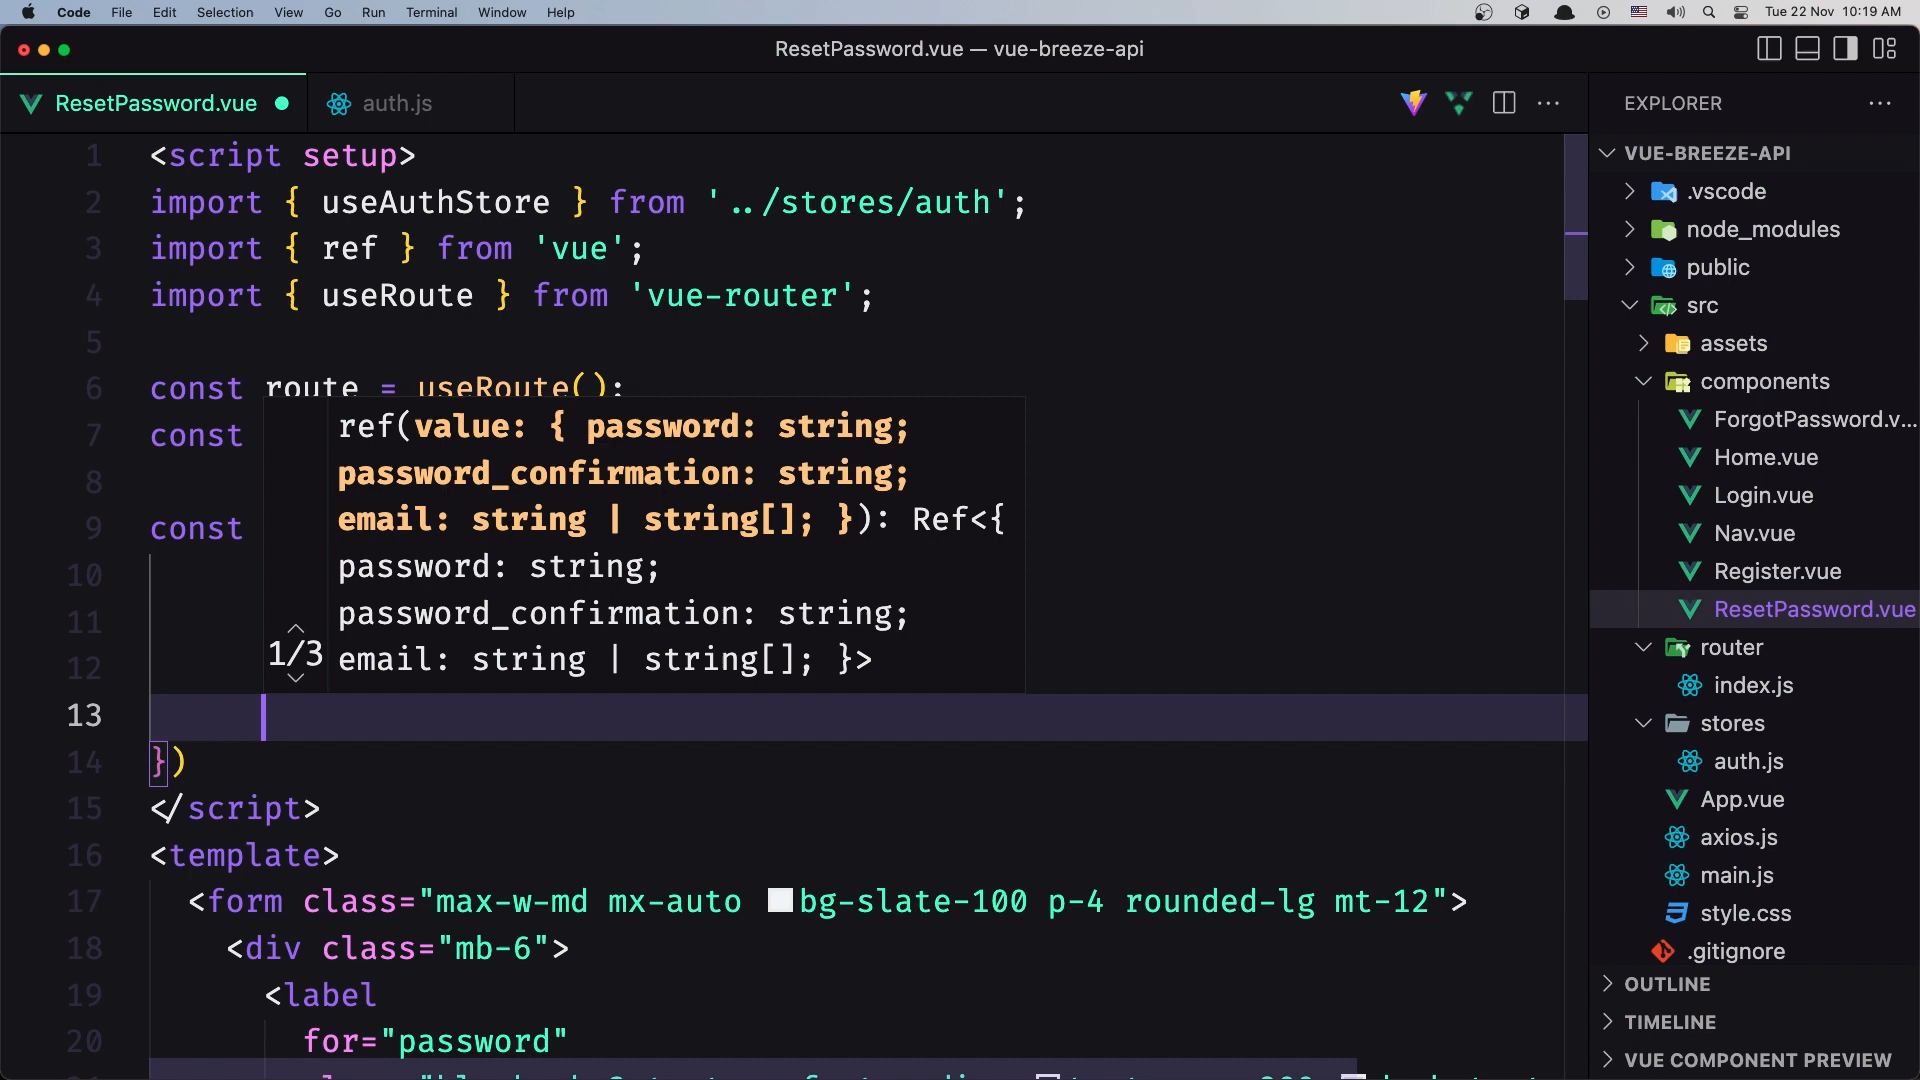 Code File Edit Selection View Go Run Terminal Window Help Tue 22 Nov 10:19 AM
ResetPassword.vue — vue-breeze-api
ResetPassword.vue auth.js
1 <script setup>
2 import { useAuthStore } from '../stores/auth';
3 import { ref } from 'vue';
4 import { useRoute } from 'vue-router';
5
6 const route = useRoute();
7 const
8
9 const
10
11
12
13
14 })
15 </script>
16 <template>
17 <form class="max-w-md mx-auto bg-slate-100 p-4 rounded-lg mt-12">
18 <div class="mb-6">
19 <label
20 for="password"
ref(value: { password: string;
password_confirmation: string;
email: string | string[]; }): Ref<{
password: string;
password_confirmation: string;
1/3 email: string | string[]; }>
EXPLORER
VUE-BREEZE-API
.vscode
node_modules
public
src
assets
components
ForgotPassword.v...
Home.vue
Login.vue
Nav.vue
Register.vue
ResetPassword.vue
router
index.js
stores
auth.js
App.vue
axios.js
main.js
style.css
.gitignore
OUTLINE
TIMELINE
VUE COMPONENT PREVIEW